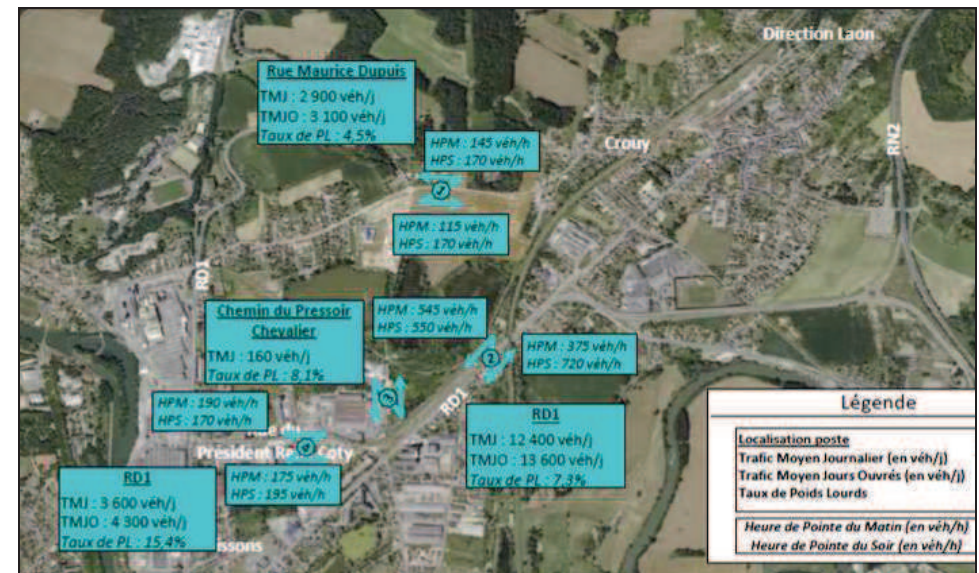 Direction Laon
Rue Maurice Dupuis
TMJ : 2 900 véh/j
TMJO : 3 100 véh/j
Taux de PL : 4,5%
HPM : 145 véh/h
HPS : 170 véh/h
Crouy
RN2
1
HPM : 115 véh/h
HPS : 170 véh/h
RD1
Chemin du Pressoir
Chevalier
TMJ : 160 véh/j
Taux de PL : 8,1%
HPM : 545 véh/h
HPS : 550 véh/h
2
HPM : 375 véh/h
HPS : 720 véh/h
3
RD1
HPM : 190 véh/h
HPS : 170 véh/h
du
Président René Coty
4
HPM : 175 véh/h
HPS : 195 véh/h
RD1
TMJ : 12 400 véh/j
TMJO : 13 600 véh/j
Taux de PL : 7,3%
RD1
TMJ : 3 600 véh/j
TMJO : 4 300 véh/j
Taux de PL : 15,4%
issons
Légende
Localisation poste
Trafic Moyen Journalier (en véh/j)
Trafic Moyen Jours Ouvrés (en véh/j)
Taux de Poids Lourds
Heure de Pointe du Matin (en véh/h)
Heure de Pointe du Soir (en véh/h)